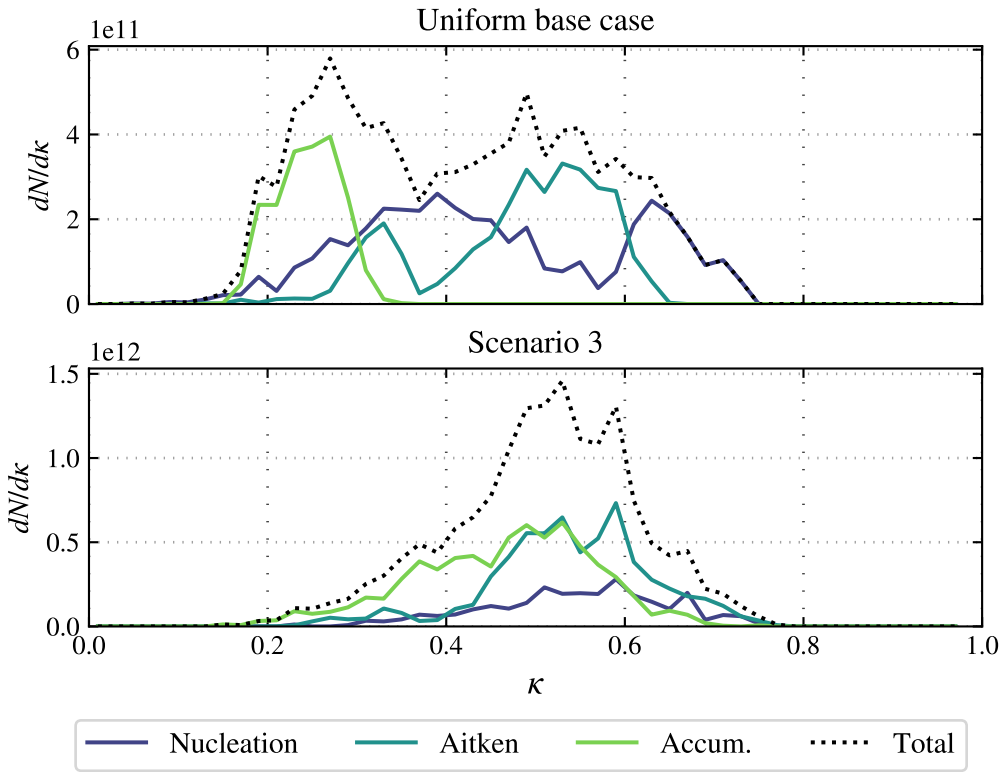 Uniform base case
1e11
6
4
2
0
dN/dκ
Scenario 3
1e12
1.5
1.0
0.5
0.0
dN/dκ
0.0 0.2 0.4 0.6 0.8 1.0
κ
Nucleation Aitken Accum. Total